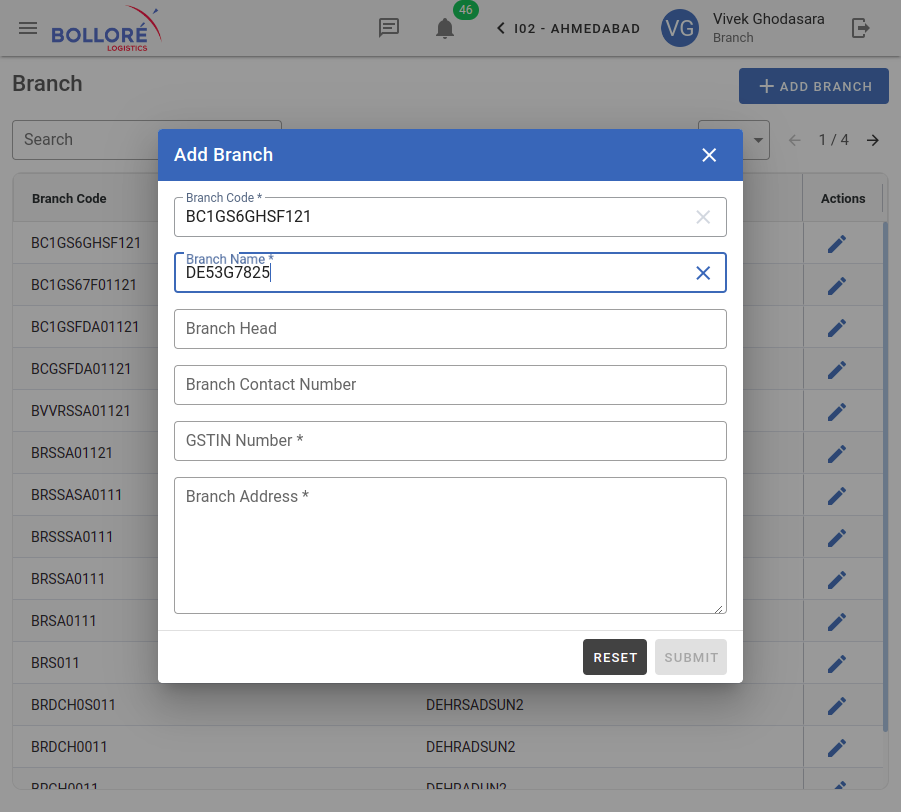 BOLLORÉ
LOGISTICS
46
I02 - AHMEDABAD
VG
Vivek Ghodasara
Branch
Branch
ADD BRANCH
Search
1 / 4
Add Branch
Branch Code
Actions
Branch Code *
BC1GS6GHSF121
Branch Name *
DE53G7825
Branch Head
Branch Contact Number
GSTIN Number *
Branch Address *
RESET
SUBMIT
BC1GS6GHSF121
BC1GS67F01121
BC1GSFDA01121
BCGSFDA01121
BVVRSSA01121
BRSSA01121
BRSSASA0111
BRSSSA0111
BRSSA0111
BRSA0111
BRS011
BRDCH0S011 DEHRSADSUN2
BRDCH0011 DEHRADSUN2
BRCH0011 DEHRADUN2